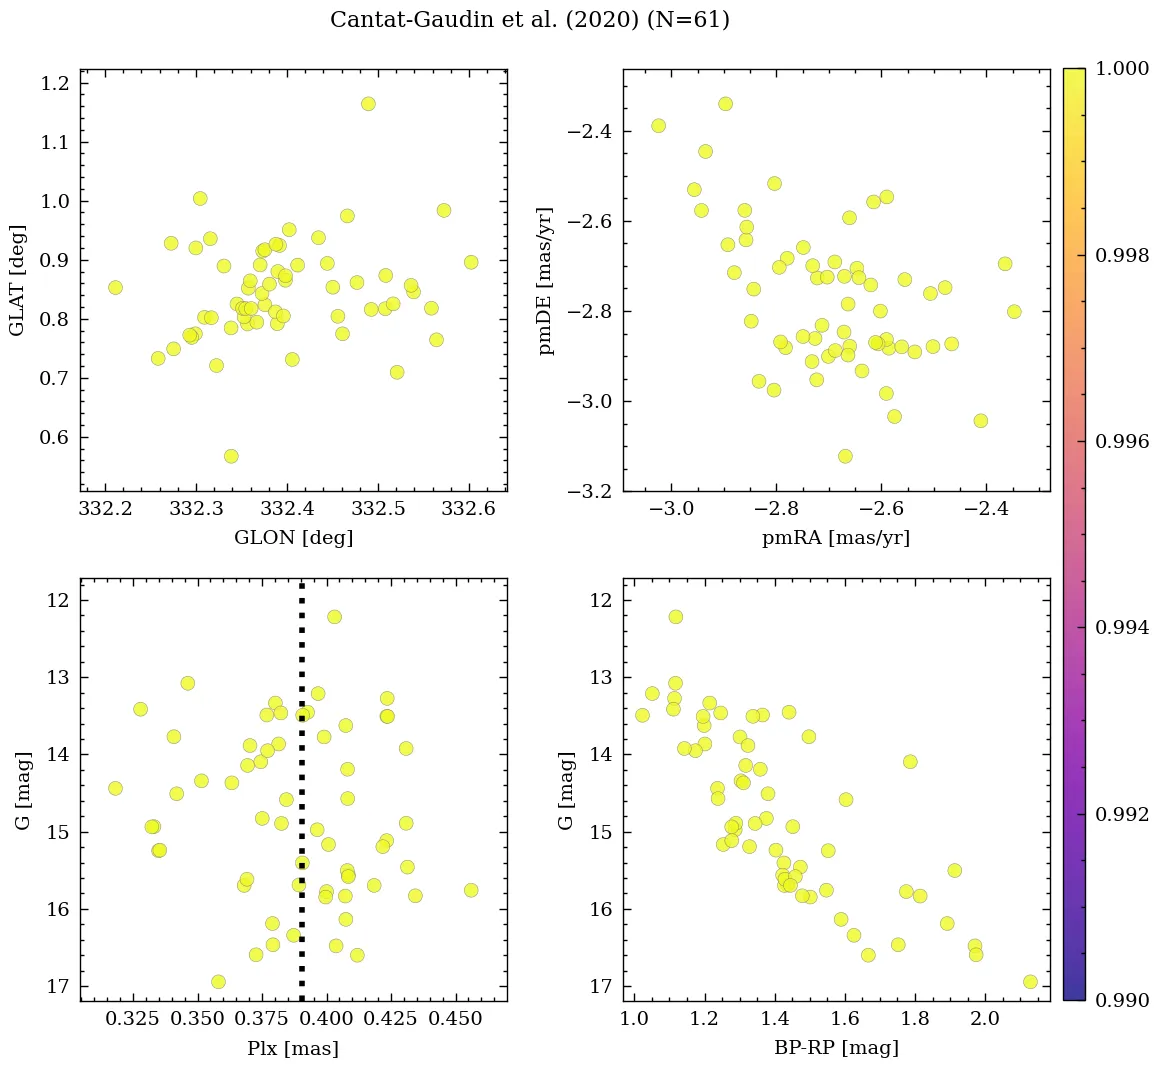 Cantat-Gaudin et al. (2020) (N=61)
1.2
1.1
1.0
0.9
0.8
0.7
0.6
GLAT [deg]
332.2 332.3 332.4 332.5 332.6
GLON [deg]
−2.4
−2.6
−2.8
−3.0
−3.2
pmDE [mas/yr]
−3.0 −2.8 −2.6 −2.4
pmRA [mas/yr]
12
13
14
15
16
17
G [mag]
0.325 0.350 0.375 0.400 0.425 0.450
Plx [mas]
12
13
14
15
16
17
G [mag]
1.0 1.2 1.4 1.6 1.8 2.0
BP-RP [mag]
1.000
0.998
0.996
0.994
0.992
0.990